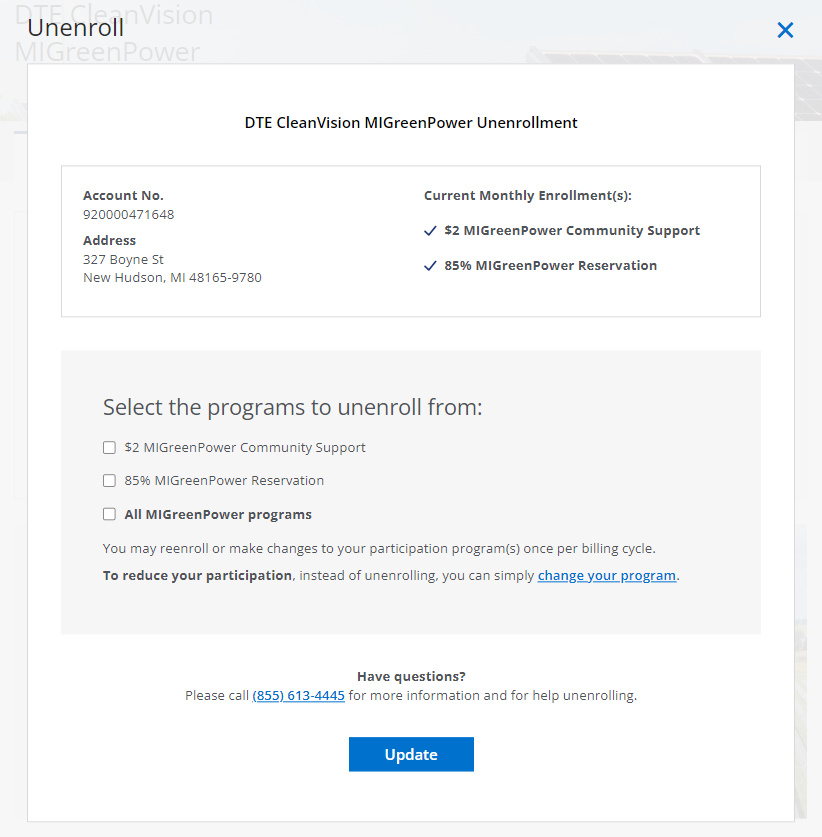 DTE CleanVision
Unenroll
MIGreenPower
DTE CleanVision MIGreenPower Unenrollment
Account No.
920000471648
Address
327 Boyne St
New Hudson, MI 48165-9780
Current Monthly Enrollment(s):
$2 MIGreenPower Community Support
85% MIGreenPower Reservation
Select the programs to unenroll from:
$2 MIGreenPower Community Support
85% MIGreenPower Reservation
All MIGreenPower programs
You may reenroll or make changes to your participation program(s) once per billing cycle.
To reduce your participation, instead of unenrolling, you can simply change your program.
Have questions?
Please call (855) 613-4445 for more information and for help unenrolling.
Update